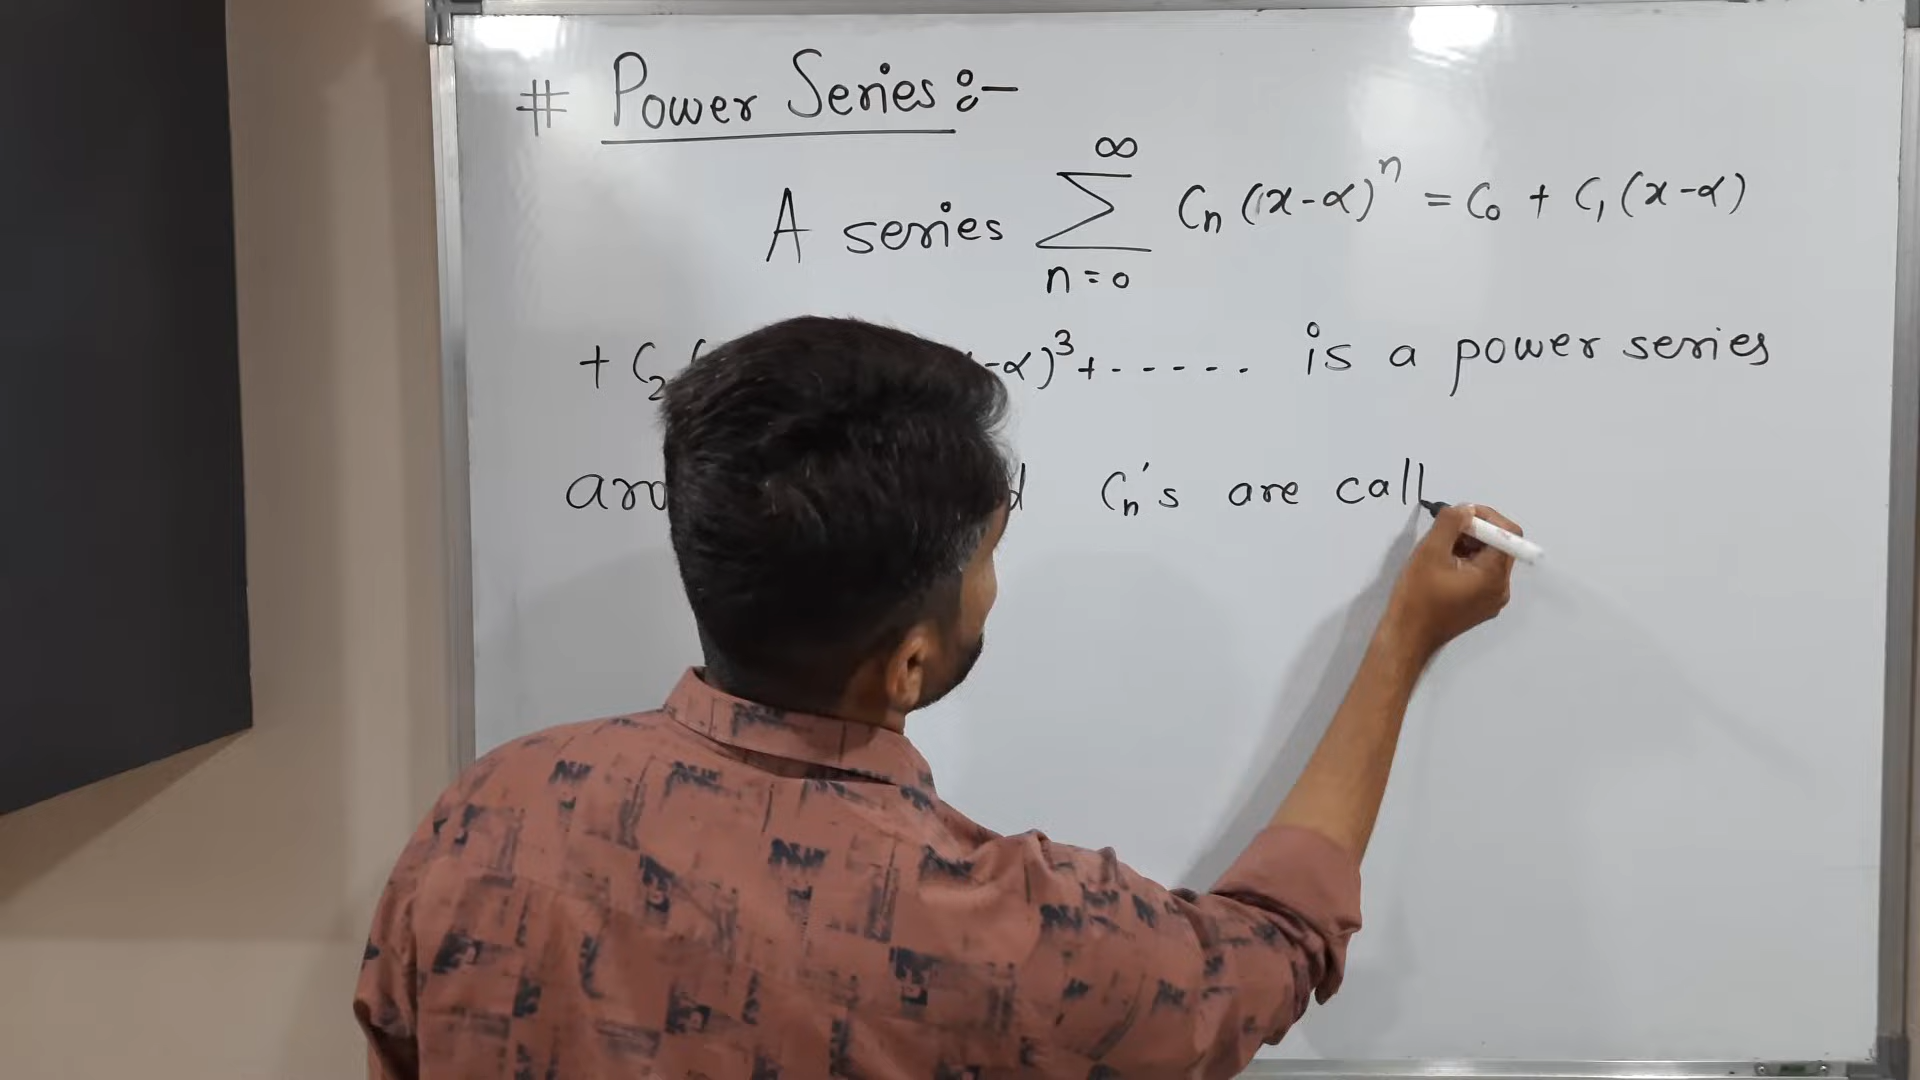 # Power Series :-
A series ∞ Σ n=0 Cn (x-α)^n = C0 + C1 (x-α)
+ C2 ( -α)^3 + ...... is a power series
Cn's are call